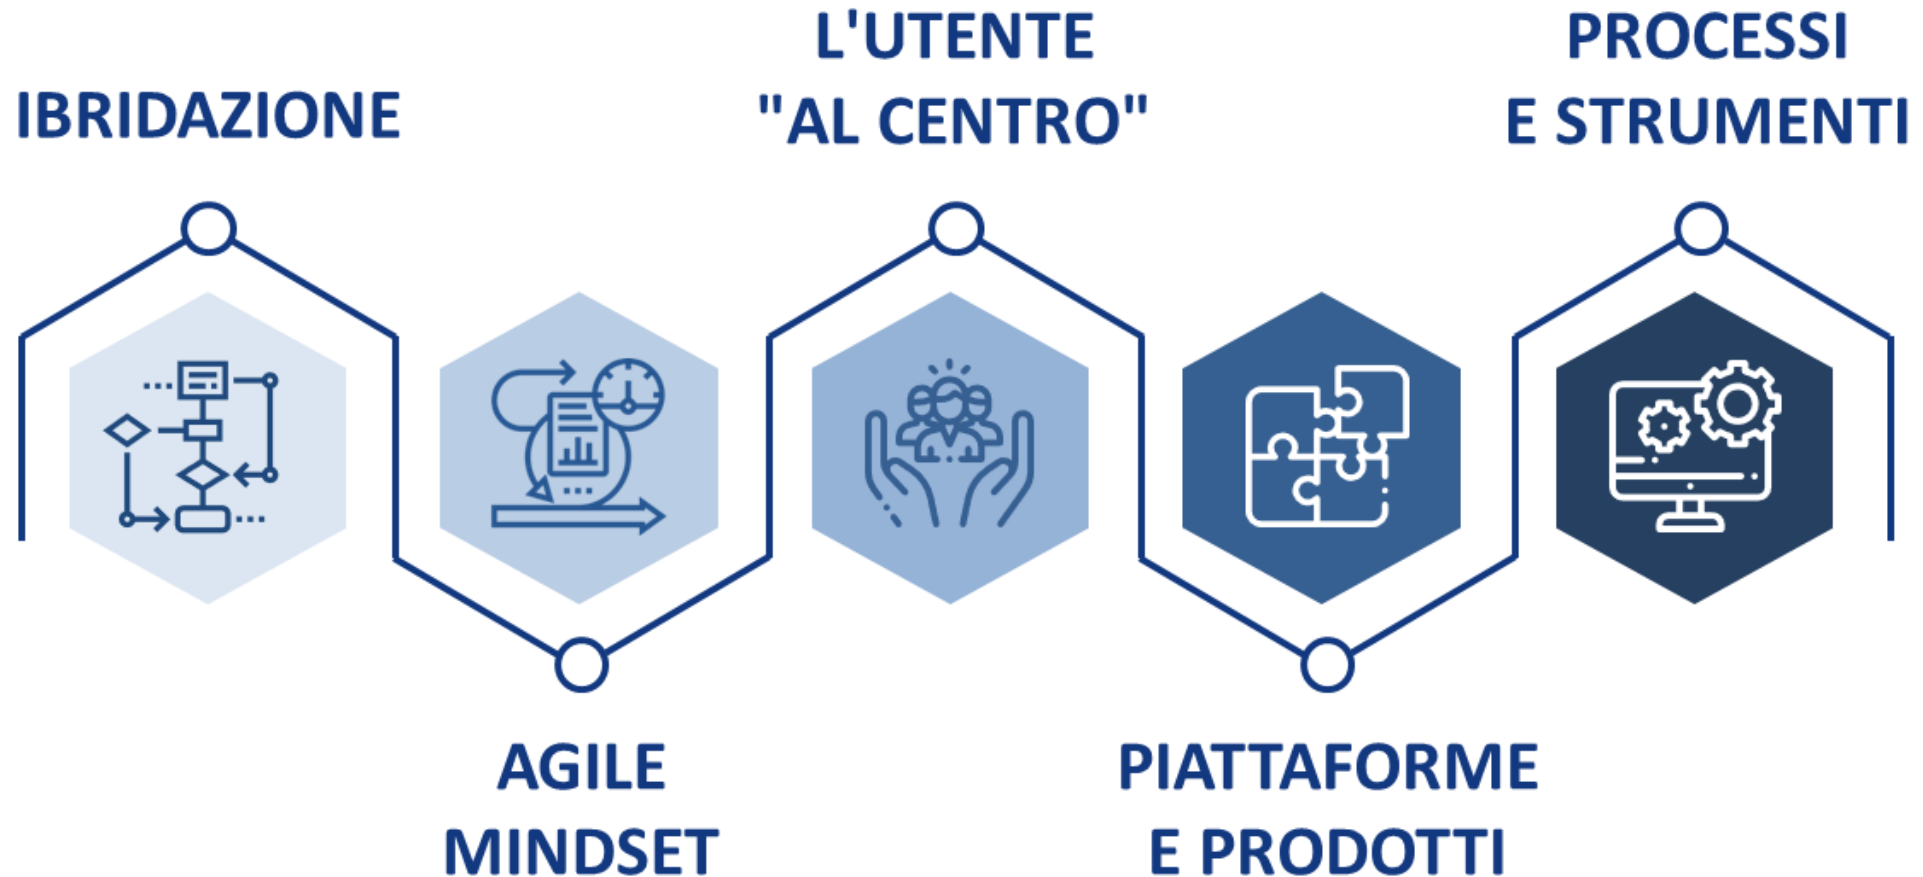 IBRIDAZIONE
AGILE
MINDSET
L'UTENTE
"AL CENTRO"
PIATTAFORME
E PRODOTTI
PROCESSI
E STRUMENTI